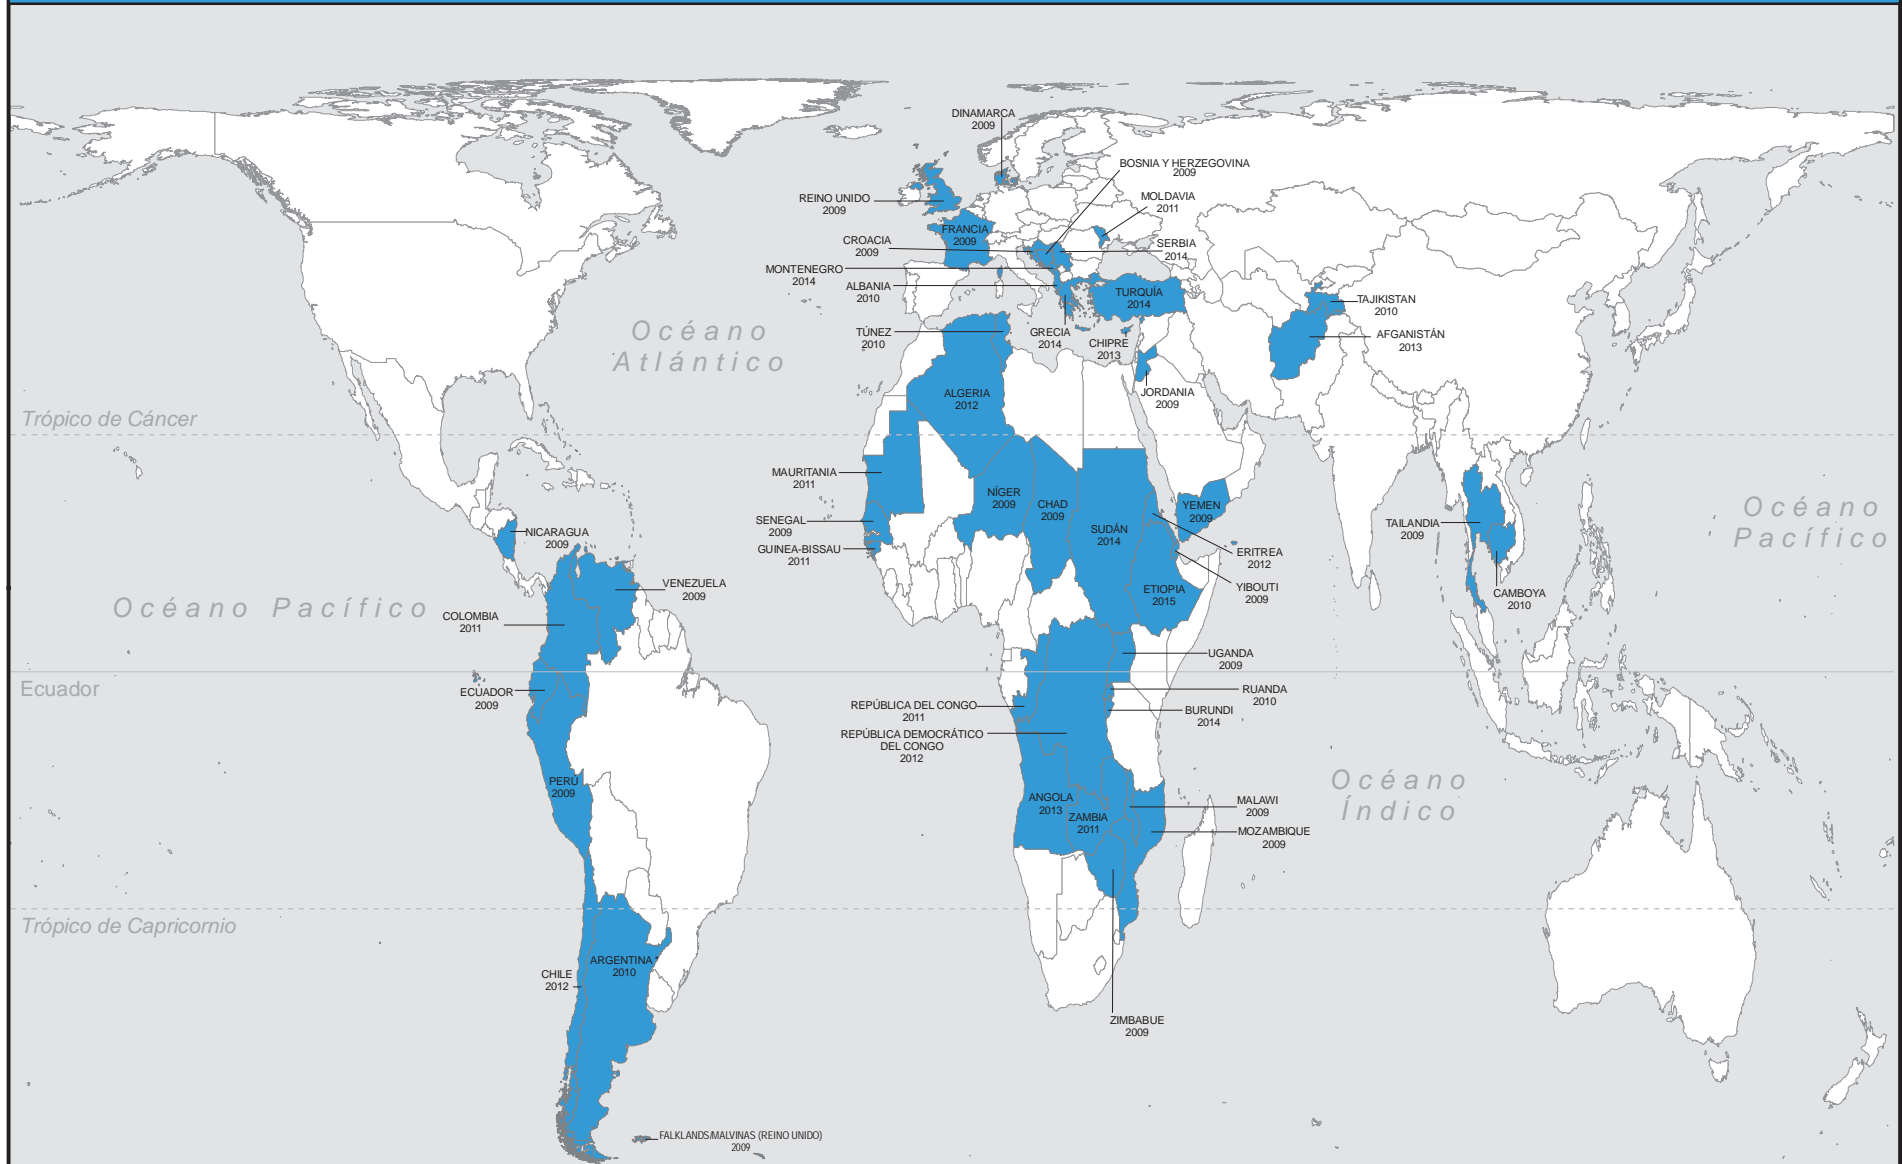 DINAMARCA
2009
BOSNIA Y HERZEGOVINA
2009
REINO UNIDO
2009
MOLDAVIA
2011
FRANCIA
2009
CROACIA
2009
SERBIA
2014
MONTENEGRO
2014
ALBANIA
2010
TURQUÍA
2014
TAJIKISTAN
2010
Océano
Atlántico
TÚNEZ
2010
GRECIA
2014
CHIPRE
2013
AFGANISTÁN
2013
ALGERIA
2012
JORDANIA
2009
Trópico de Cáncer
MAURITANIA
2011
NÍGER
2009
CHAD
2009
YEMEN
2009
Océano
Pacífico
SENEGAL
2009
SUDÁN
2014
TAILANDIA
2009
NICARAGUA
2009
GUINEA-BISSAU
2011
ERITREA
2012
VENEZUELA
2009
ETIOPIA
2015
YIBOUTI
2009
CAMBOYA
2010
Océano Pacífico
COLOMBIA
2011
UGANDA
2009
Ecuador
ECUADOR
2009
RUANDA
2010
REPÚBLICA DEL CONGO
2011
BURUNDI
2014
REPÚBLICA DEMOCRÁTICO
DEL CONGO
2012
PERÚ
2009
Océano
Índico
ANGOLA
2013
ZAMBIA
2011
MALAWI
2009
MOZAMBIQUE
2009
Trópico de Capricornio
ARGENTINA
2010
CHILE
2012
ZIMBABUE
2009
FALKLANDS/MALVINAS (REINO UNIDO)
2009